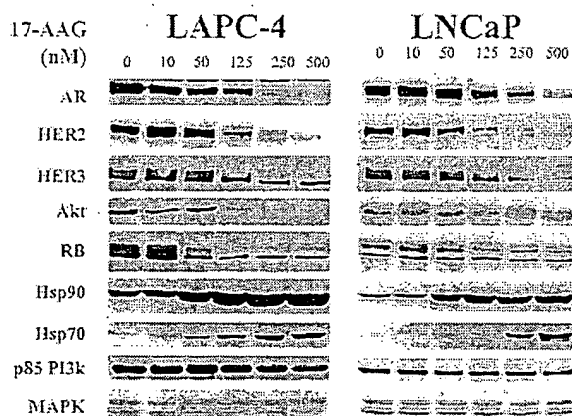 17-AAG LAPC-4 LNCaP
(nM) 0 10 50 125 250 500 0 10 50 125 250 500
AR
HER2
HER3
Akt
RB
Hsp90
Hsp70
p85 PI3k
MAPK